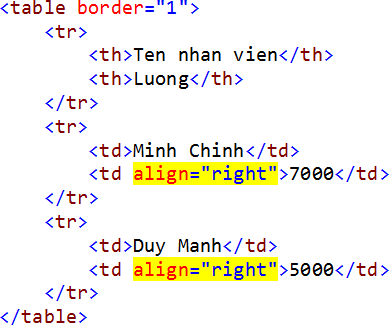 <table border="1">
    <tr>
        <th>Ten nhan vien</th>
        <th>Luong</th>
    </tr>
    <tr>
        <td>Minh Chinh</td>
        <td align="right">7000</td>
    </tr>
    <tr>
        <td>Duy Manh</td>
        <td align="right">5000</td>
    </tr>
</table>